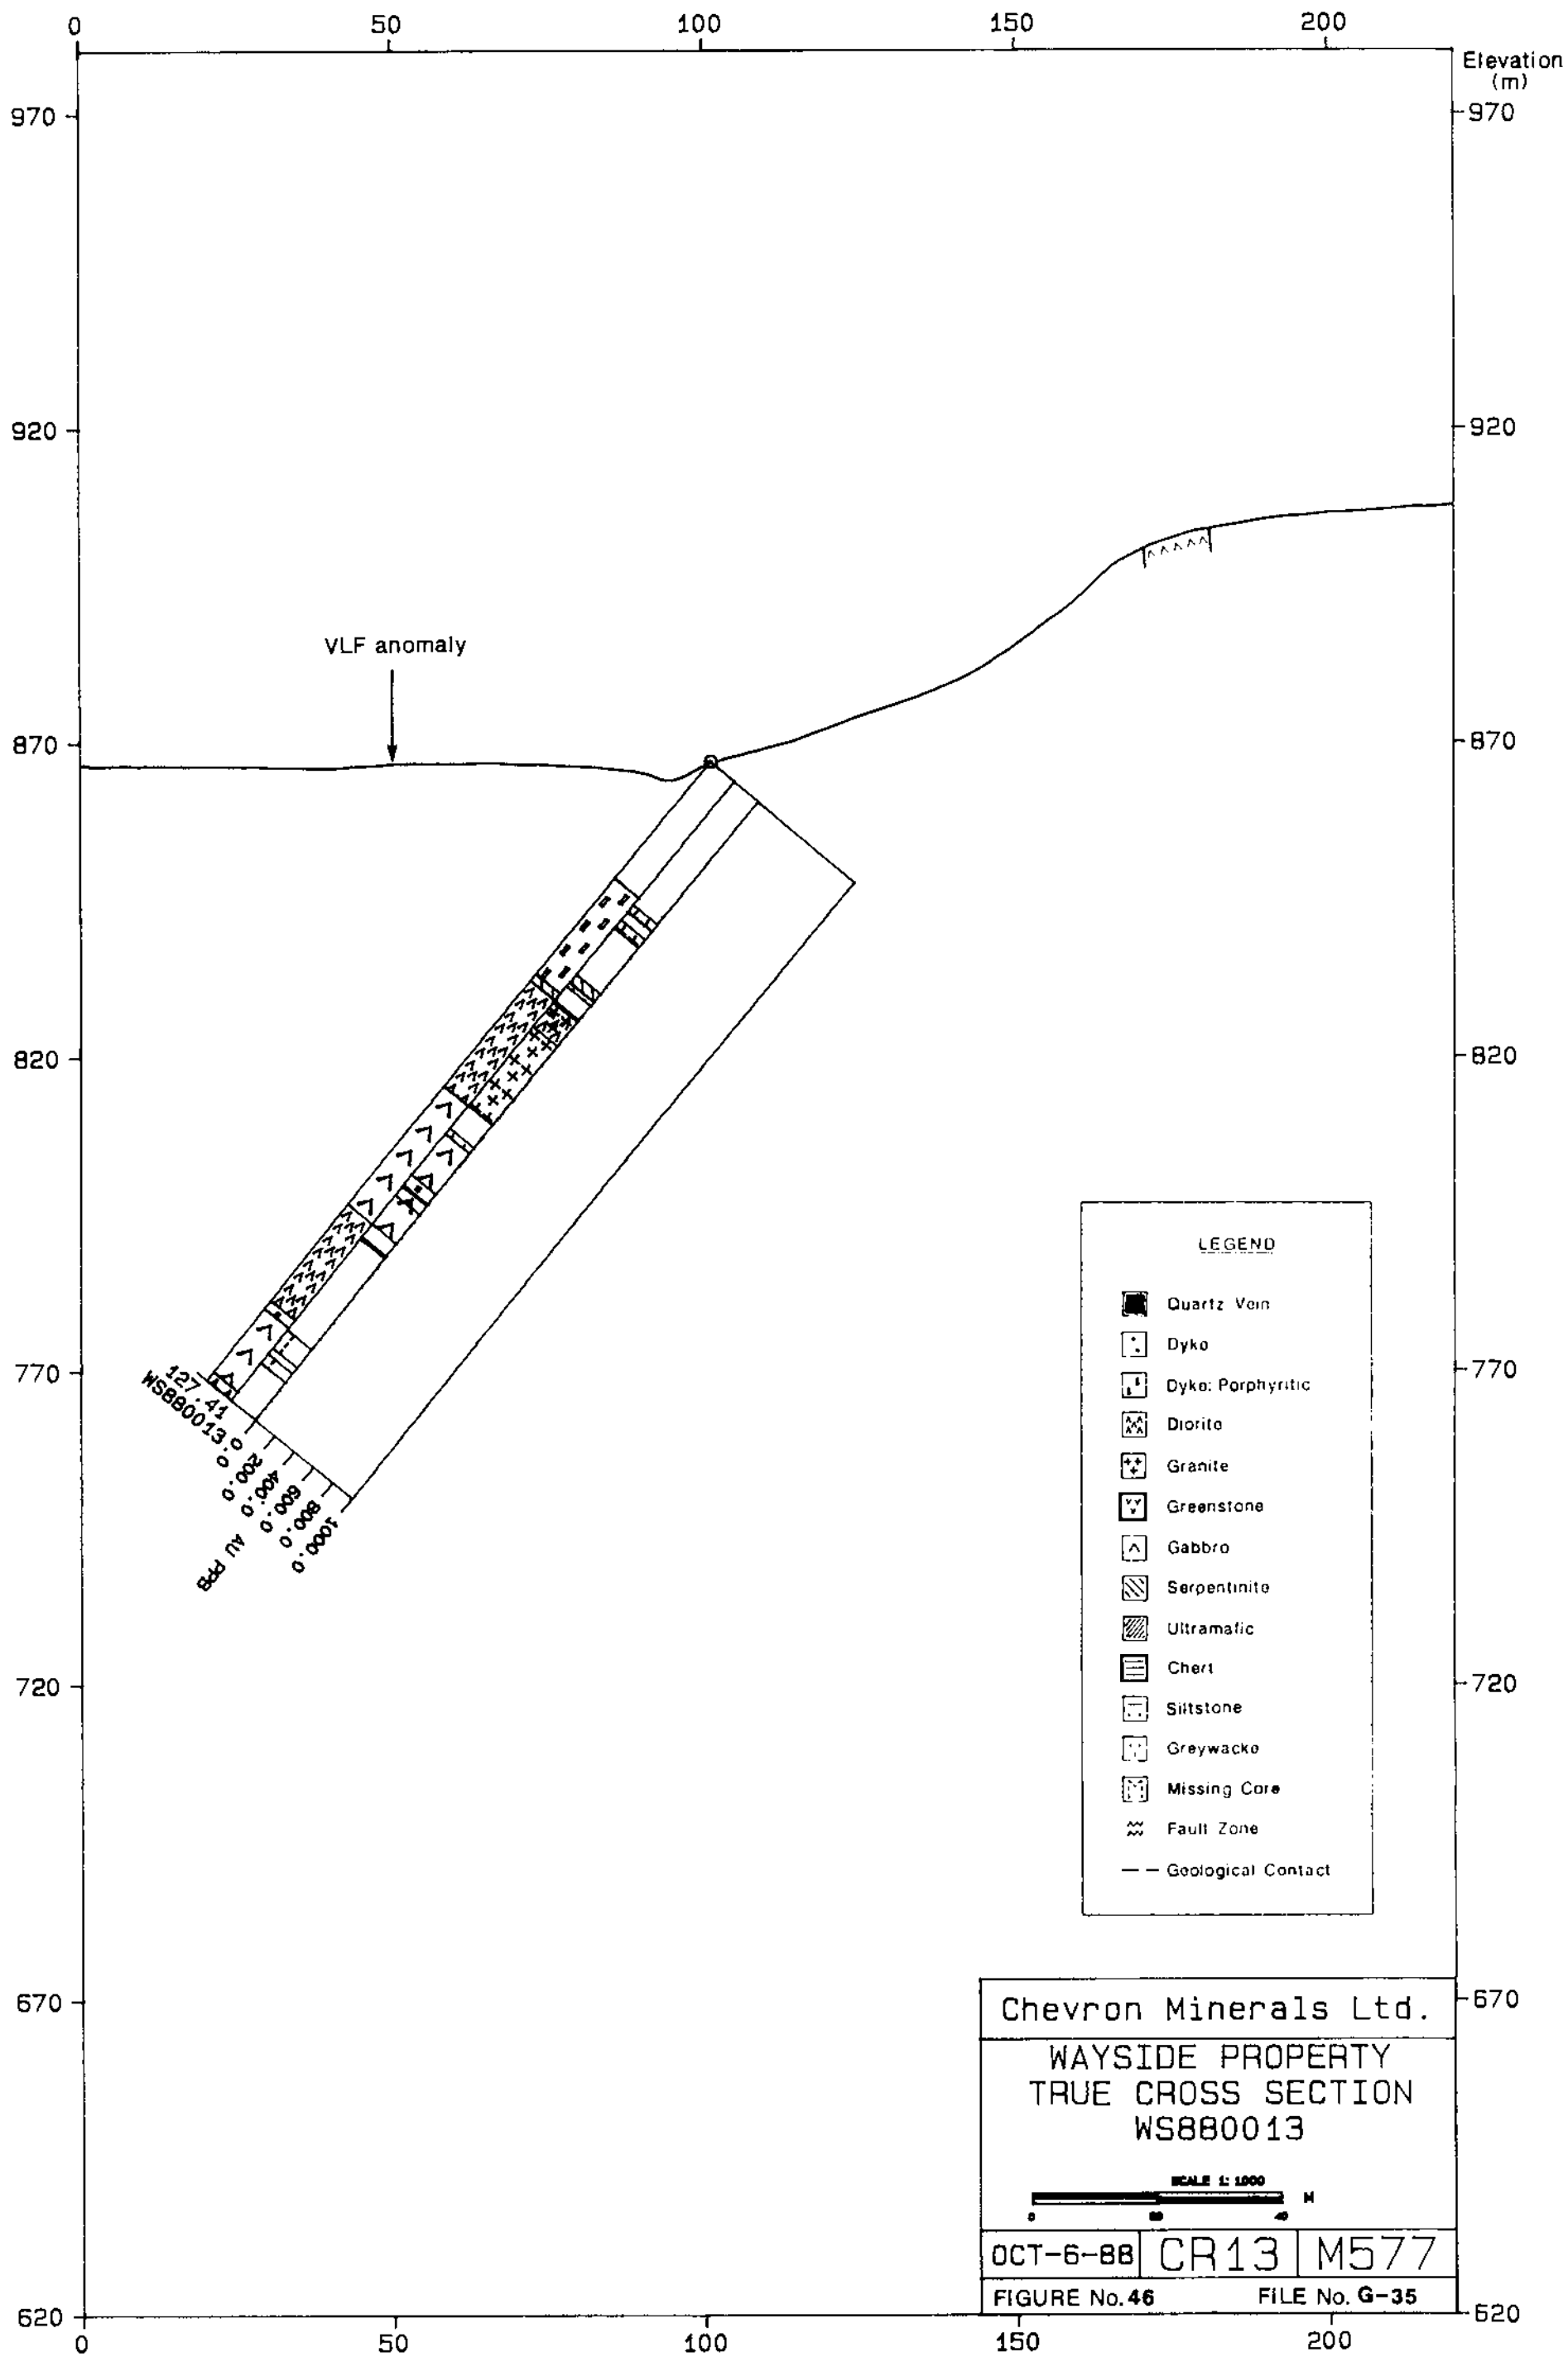 0 50 100 150 200
Elevation
(m)
970 970
920 920
VLF anomaly
870 870
820 820
770 770
127.41
WS880013
0.0
200.0
400.0
600.0
800.0
1000.0
AU PPB
LEGEND
Quartz Vein
Dyke
Dyke: Porphyritic
Diorite
Granite
Greenstone
Gabbro
Serpentinite
Ultramafic
Chert
Siltstone
Greywacke
Missing Core
Fault Zone
Geological Contact
720 720
670 670
Chevron Minerals Ltd.
WAYSIDE PROPERTY
TRUE CROSS SECTION
WS880013
SCALE 1: 1000
M
0 40
OCT-6-88 CR13 M577
FIGURE No. 46 FILE No. G-35
620 620
0 50 100 150 200